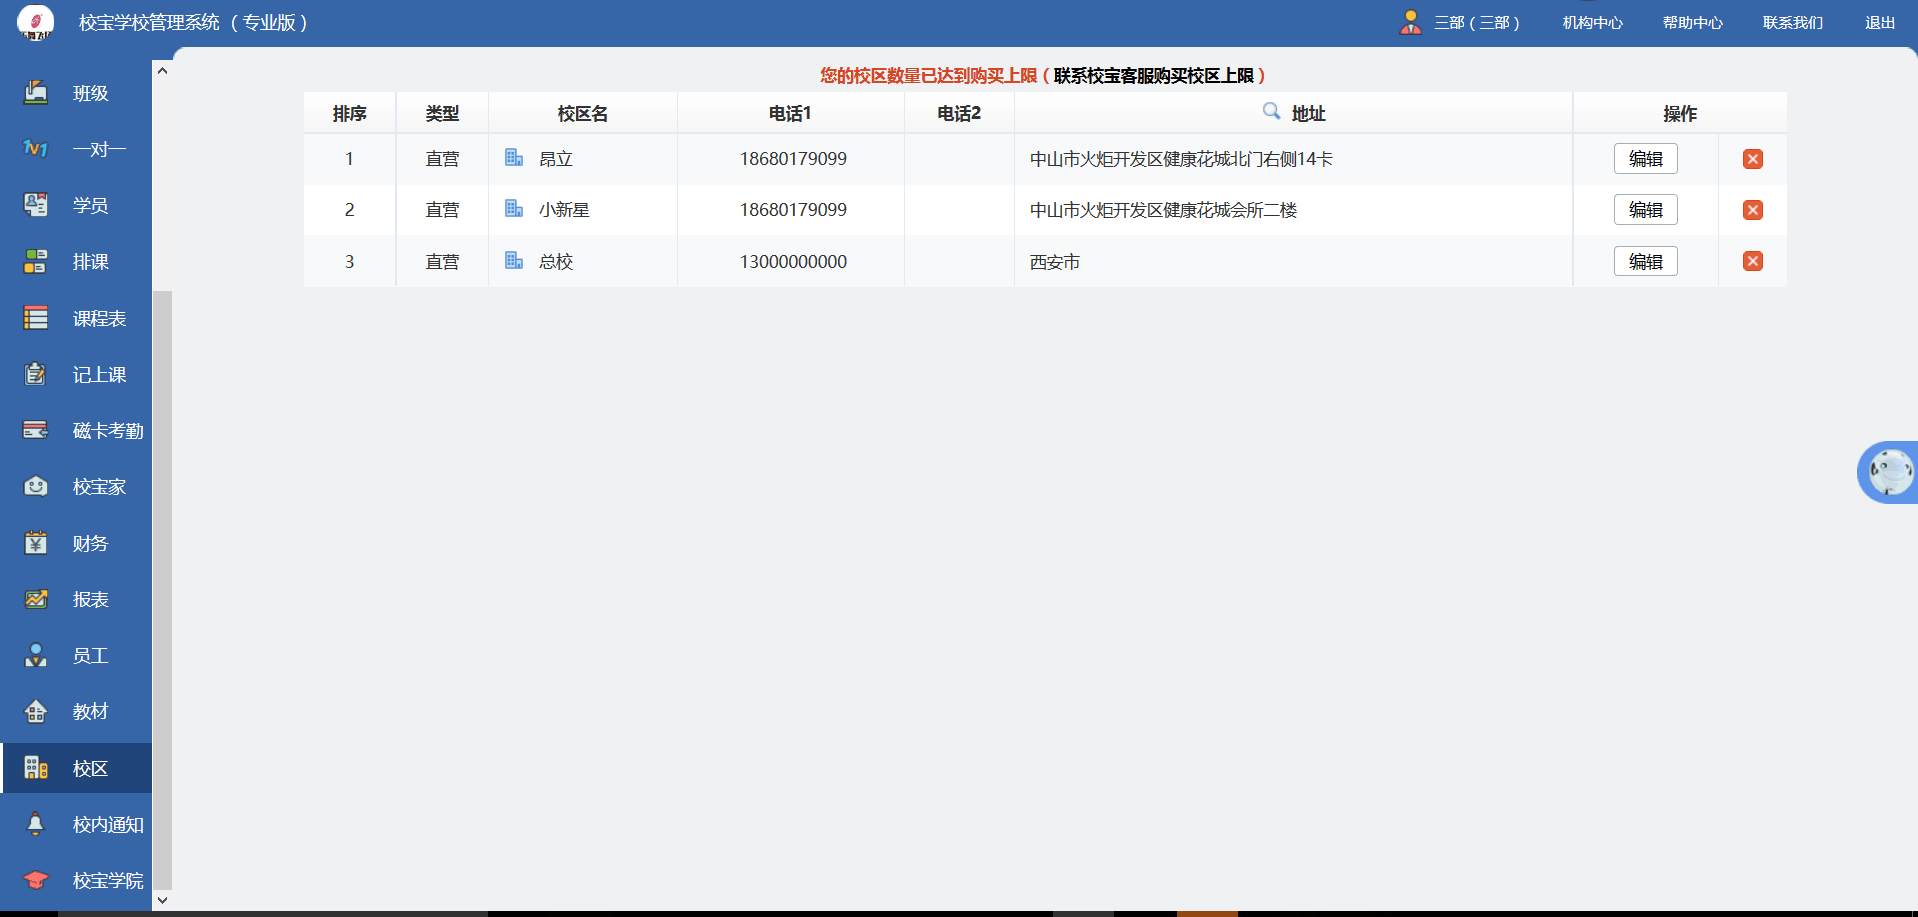 校宝学校管理系统（专业版）
三部（三部） 机构中心 帮助中心 联系我们 退出
班级
一对一
学员
排课
课程表
记上课
磁卡考勤
校宝家
财务
报表
员工
教材
校区
校内通知
校宝学院
您的校区数量已达到购买上限（联系校宝客服购买校区上限）
排序 类型 校区名 电话1 电话2 地址 操作
1 直营 昂立 18680179099 中山市火炬开发区健康花城北门右侧14卡 编辑
2 直营 小新星 18680179099 中山市火炬开发区健康花城会所二楼 编辑
3 直营 总校 13000000000 西安市 编辑